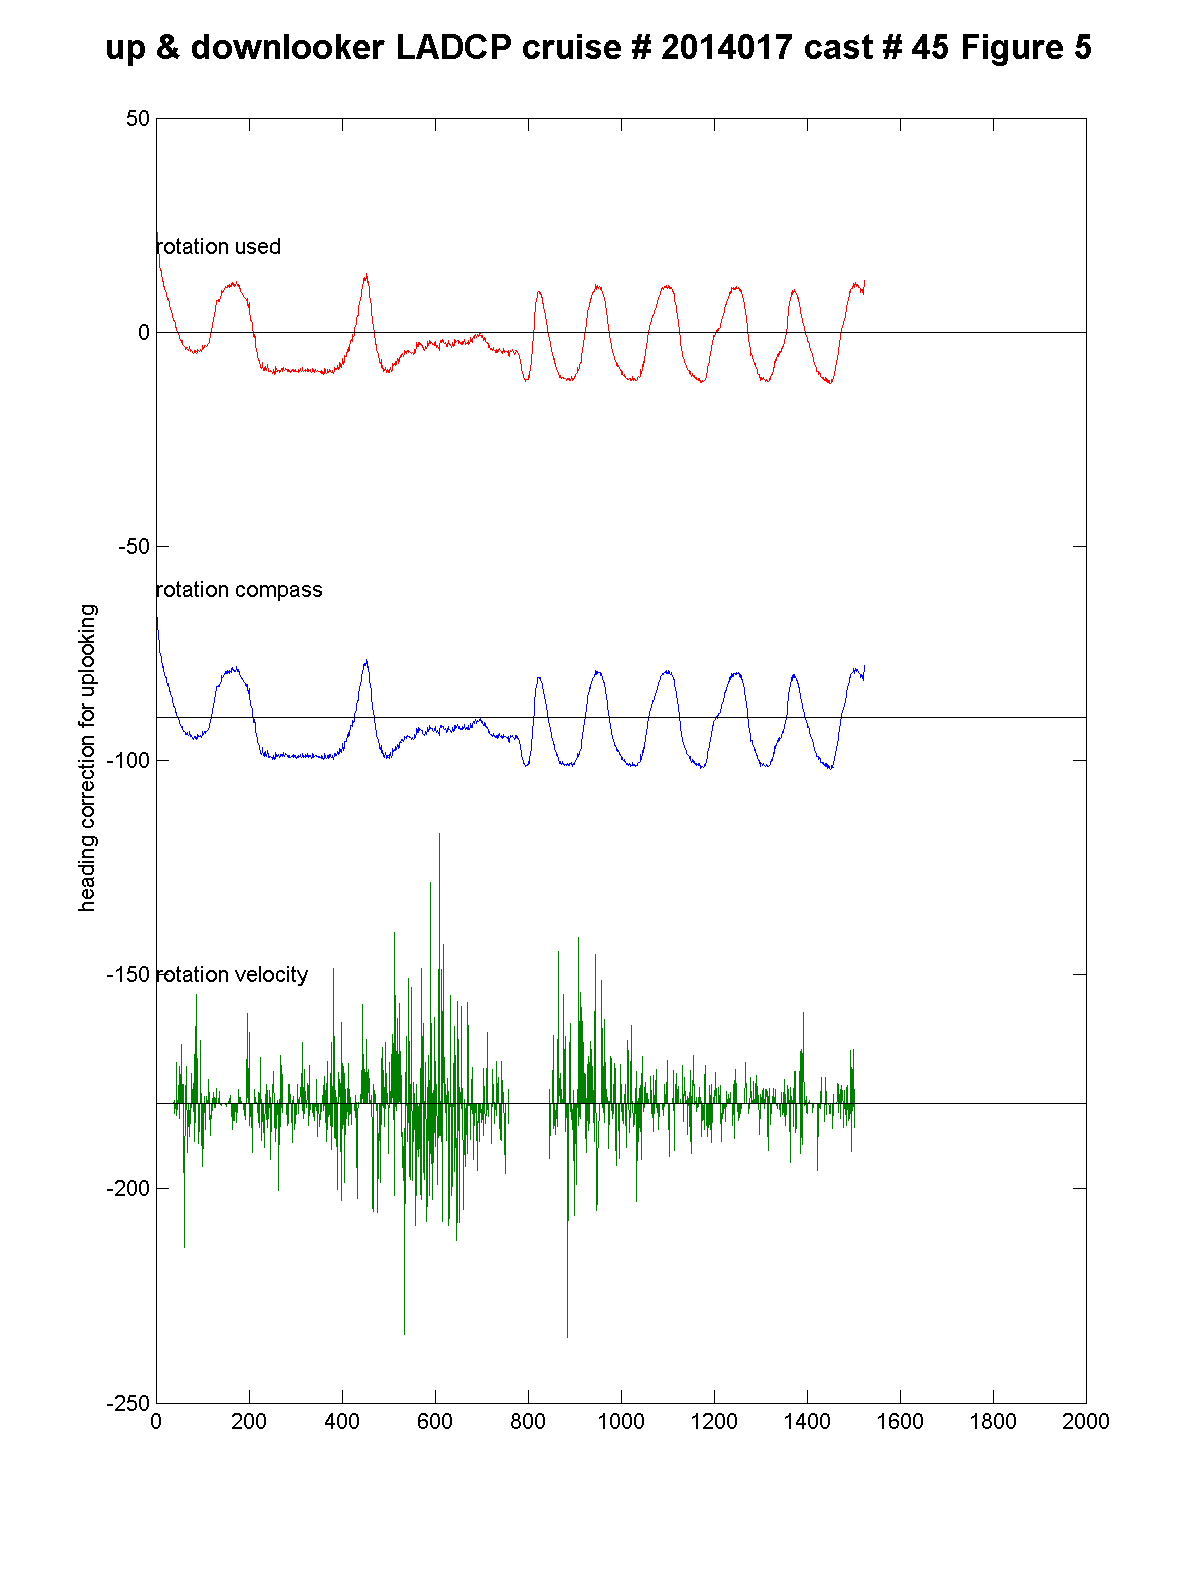 up & downlooker LADCP cruise # 2014017 cast # 45 Figure 5
50
rotation used
0
-50
rotation compass
heading correction for uplooking
-100
-150
rotation velocity
-200
-250
0 200 400 600 800 1000 1200 1400 1600 1800 2000